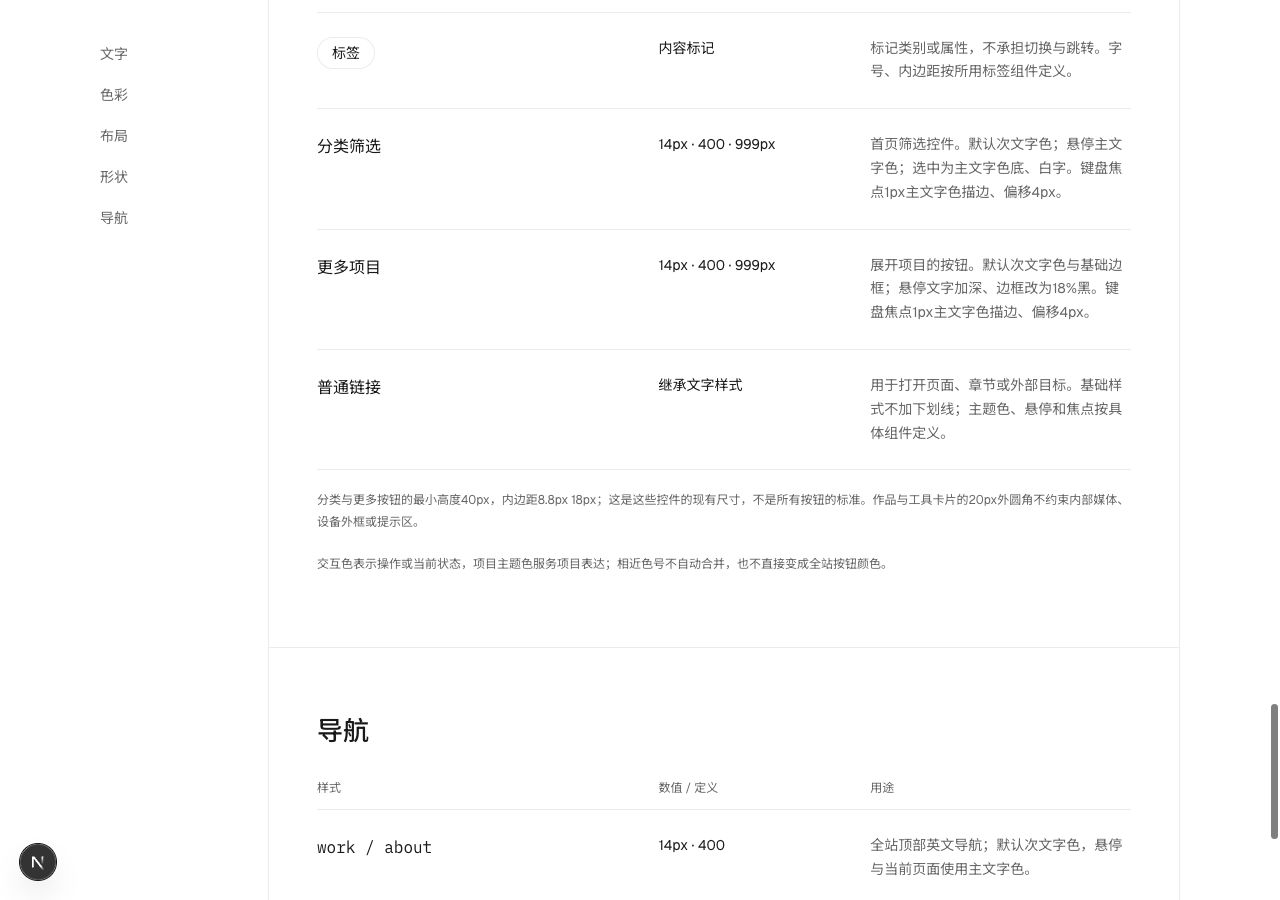 文字
色彩
布局
形状
导航
标签
内容标记
标记类别或属性，不承担切换与跳转。字
号、内边距按所用标签组件定义。
分类筛选
14px · 400 · 999px
首页筛选控件。默认次文字色；悬停主文
字色；选中为主文字色底、白字。键盘焦
点1px主文字色描边、偏移4px。
更多项目
14px · 400 · 999px
展开项目的按钮。默认次文字色与基础边
框；悬停文字加深、边框改为18%黑。键
盘焦点1px主文字色描边、偏移4px。
普通链接
继承文字样式
用于打开页面、章节或外部目标。基础样
式不加下划线；主题色、悬停和焦点按具
体组件定义。
分类与更多按钮的最小高度40px，内边距8.8px 18px；这是这些控件的现有尺寸，不是所有按钮的标准。作品与工具卡片的20px外圆角不约束内部媒体、
设备外框或提示区。
交互色表示操作或当前状态，项目主题色服务项目表达；相近色号不自动合并，也不直接变成全站按钮颜色。
导航
样式
数值 / 定义
用途
work / about
14px · 400
全站顶部英文导航；默认次文字色，悬停
与当前页面使用主文字色。
N